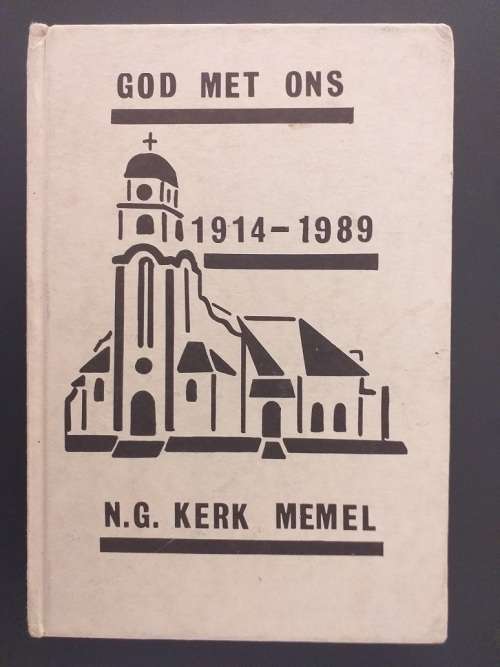 GOD MET ONS
1914-1989
N.G. KERK MEMEL